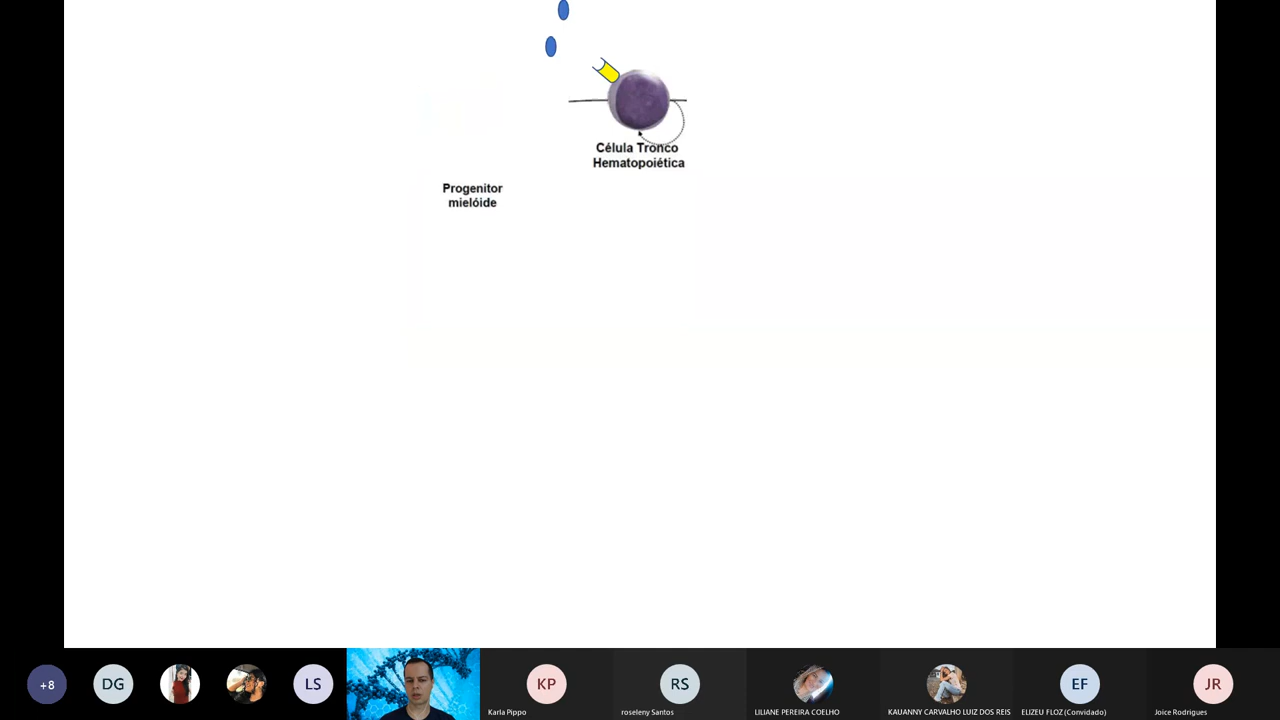 Célula Tronco
Hematopoiética
Progenitor
mielóide
+8
DG
LS
KP
Karla Pippo
RS
roseleny Santos
LILIANE PEREIRA COELHO
KAUANNY CARVALHO LUIZ DOS REIS
EF
ELIZEU FLOZ (Convidado)
JR
Joice Rodrigues